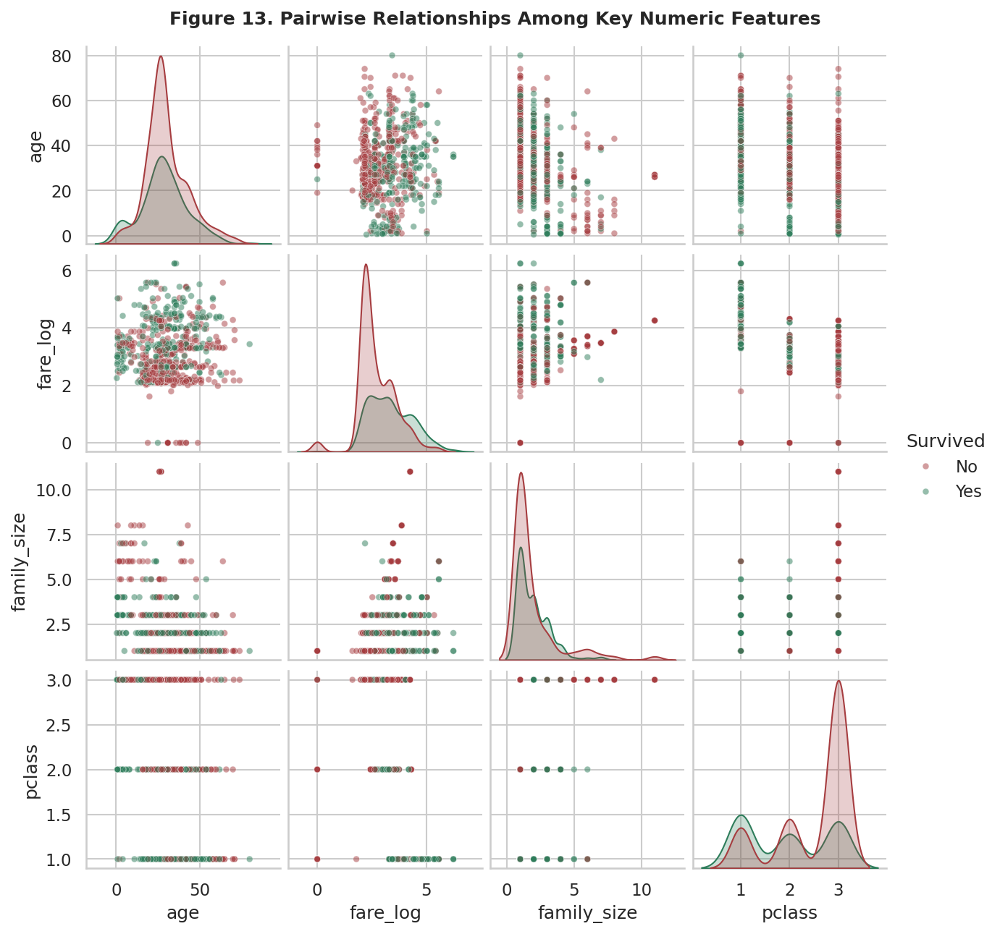 Figure 13. Pairwise Relationships Among Key Numeric Features
80
60
40
20
0
age
6
4
2
0
fare_log
10.0
7.5
5.0
2.5
family_size
3.0
2.5
2.0
1.5
1.0
pclass
0 50
age
0 5
fare_log
0 5 10
family_size
1 2 3
pclass
Survived
No
Yes